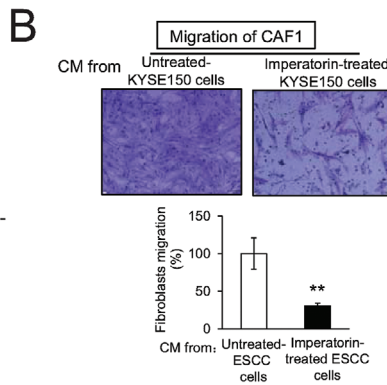 B
Migration of CAF1
CM from
Untreated-
KYSE150 cells
Imperatorin-treated
KYSE150 cells
Fibroblasts migration
(%)
150
100
50
0
**
CM from:
Untreated-
ESCC
cells
Imperatorin-
treated ESCC
cells